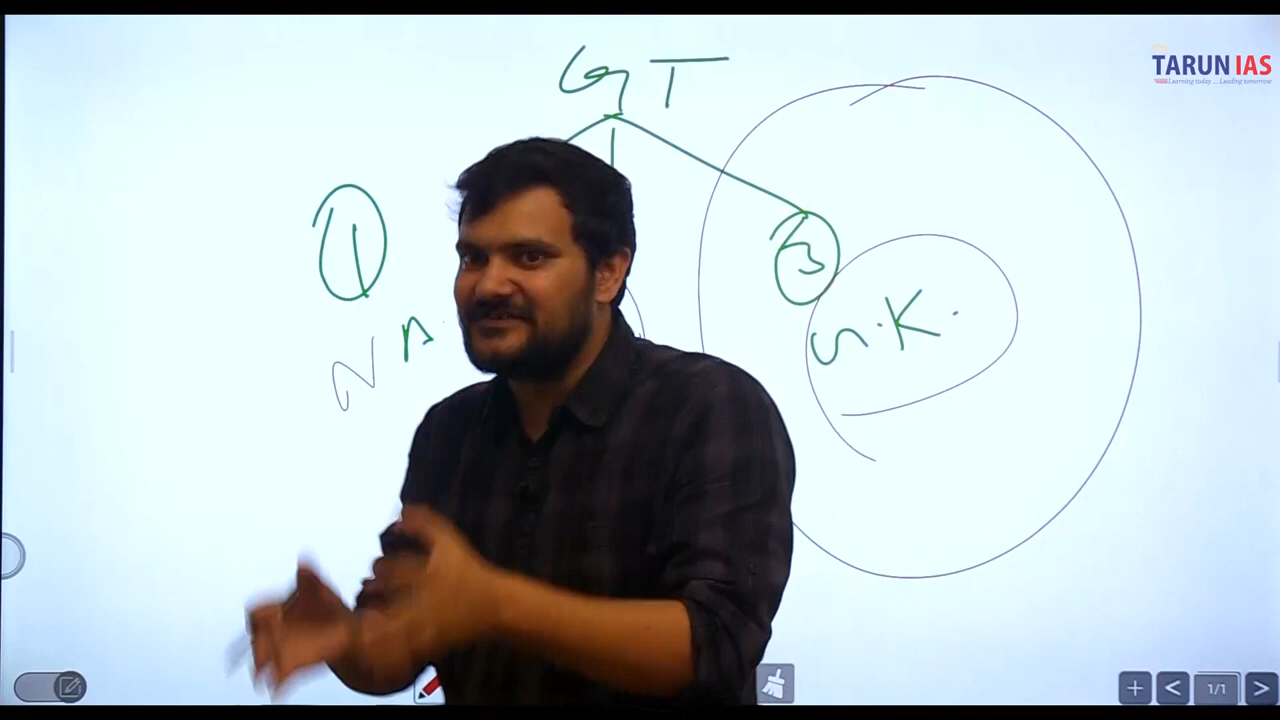 TARUN IAS
Learning today ... Leading tomorrow
GT
1
3
N A.
S.K.
1/1